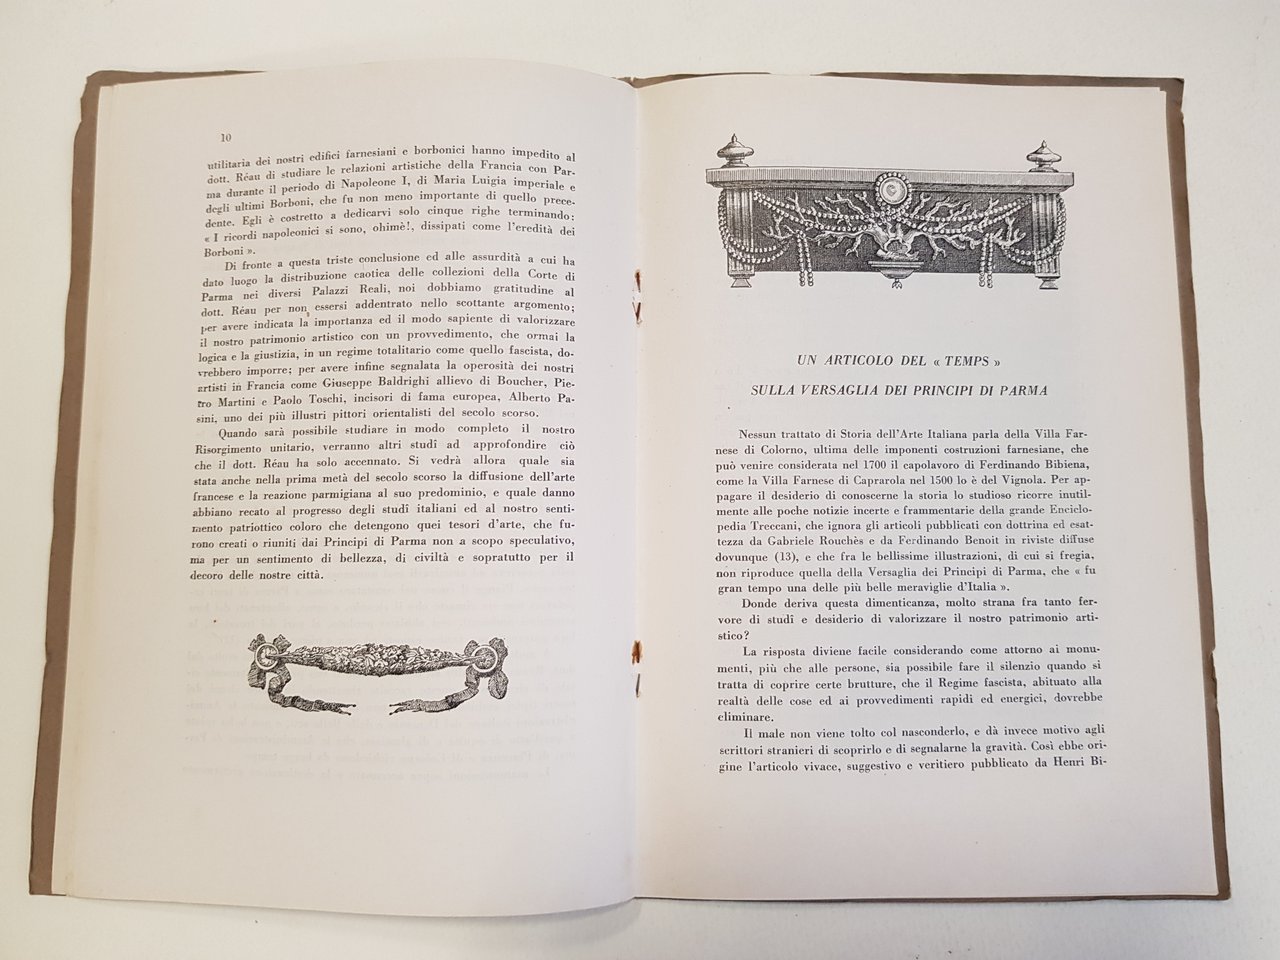 10
utilitaria dei nostri edifici farnesiani e borbonici hanno impedito al
dott. Réau di studiare le relazioni artistiche della Francia con Par-
ma durante il periodo di Napoleone I, di Maria Luigia imperiale e
degli ultimi Borboni, che fu non meno importante di quello prece-
dente. Egli è costretto a dedicarvi solo cinque righe terminando:
« I ricordi napoleonici si sono, ohimè!, dissipati come l'eredità dei
Borboni ».
Di fronte a questa triste conclusione ed alle assurdità a cui ha
dato luogo la distribuzione caotica delle collezioni della Corte di
Parma nei diversi Palazzi Reali, noi dobbiamo gratitudine al
dott. Réau per non essersi addentrato nello scottante argomento;
per avere indicata la importanza ed il modo sapiente di valorizzare
il nostro patrimonio artistico con un provvedimento, che ormai la
logica e la giustizia, in un regime totalitario come quello fascista, do-
vrebbero imporre; per avere infine segnalata la operosità dei nostri
artisti in Francia come Giuseppe Baldrighi allievo di Boucher, Pie-
tro Martini e Paolo Toschi, incisori di fama europea, Alberto Pa-
sini, uno dei più illustri pittori orientalisti del secolo scorso.
Quando sarà possibile studiare in modo completo il nostro
Risorgimento unitario, verranno altri studî ad approfondire ciò
che il dott. Réau ha solo accennato. Si vedrà allora quale sia
stata anche nella prima metà del secolo scorso la diffusione dell'arte
francese e la reazione parmigiana al suo predominio, e quale danno
abbiano recato al progresso degli studi italiani ed al nostro senti-
mento patriottico coloro che detengono quei tesori d'arte, che fu-
rono creati o riuniti dai Principi di Parma non a scopo speculativo,
ma per un sentimento di bellezza, di civiltà e sopratutto per il
decoro delle nostre città.
UN ARTICOLO DEL « TEMPS »
SULLA VERSAGLIA DEI PRINCIPI DI PARMA
Nessun trattato di Storia dell'Arte Italiana parla della Villa Far-
nese di Colorno, ultima delle imponenti costruzioni farnesiane, che
può venire considerata nel 1700 il capolavoro di Ferdinando Bibiena,
come la Villa Farnese di Caprarola nel 1500 lo è del Vignola. Per ap-
pagare il desiderio di conoscerne la storia lo studioso ricorre inutil-
mente alle poche notizie incerte e frammentarie della grande Enciclo-
pedia Treccani, che ignora gli articoli pubblicati con dottrina ed esat-
tezza da Gabriele Rouchès e da Ferdinando Benoit in riviste diffuse
dovunque (13), e che fra le bellissime illustrazioni, di cui si fregia,
non riproduce quella della Versaglia dei Principi di Parma, che « fu
gran tempo una delle più belle meraviglie d'Italia ».
Donde deriva questa dimenticanza, molto strana fra tanto fer-
vore di studî e desiderio di valorizzare il nostro patrimonio arti-
stico?
La risposta diviene facile considerando come attorno ai monu-
menti, più che alle persone, sia possibile fare il silenzio quando si
tratta di coprire certe brutture, che il Regime fascista, abituato alla
realtà delle cose ed ai provvedimenti rapidi ed energici, dovrebbe
eliminare.
Il male non viene tolto col nasconderlo, e dà invece motivo agli
scrittori stranieri di scoprirlo e di segnalarne la gravità. Così ebbe ori-
gine l'articolo vivace, suggestivo e veritiero pubblicato da Henri Bi-